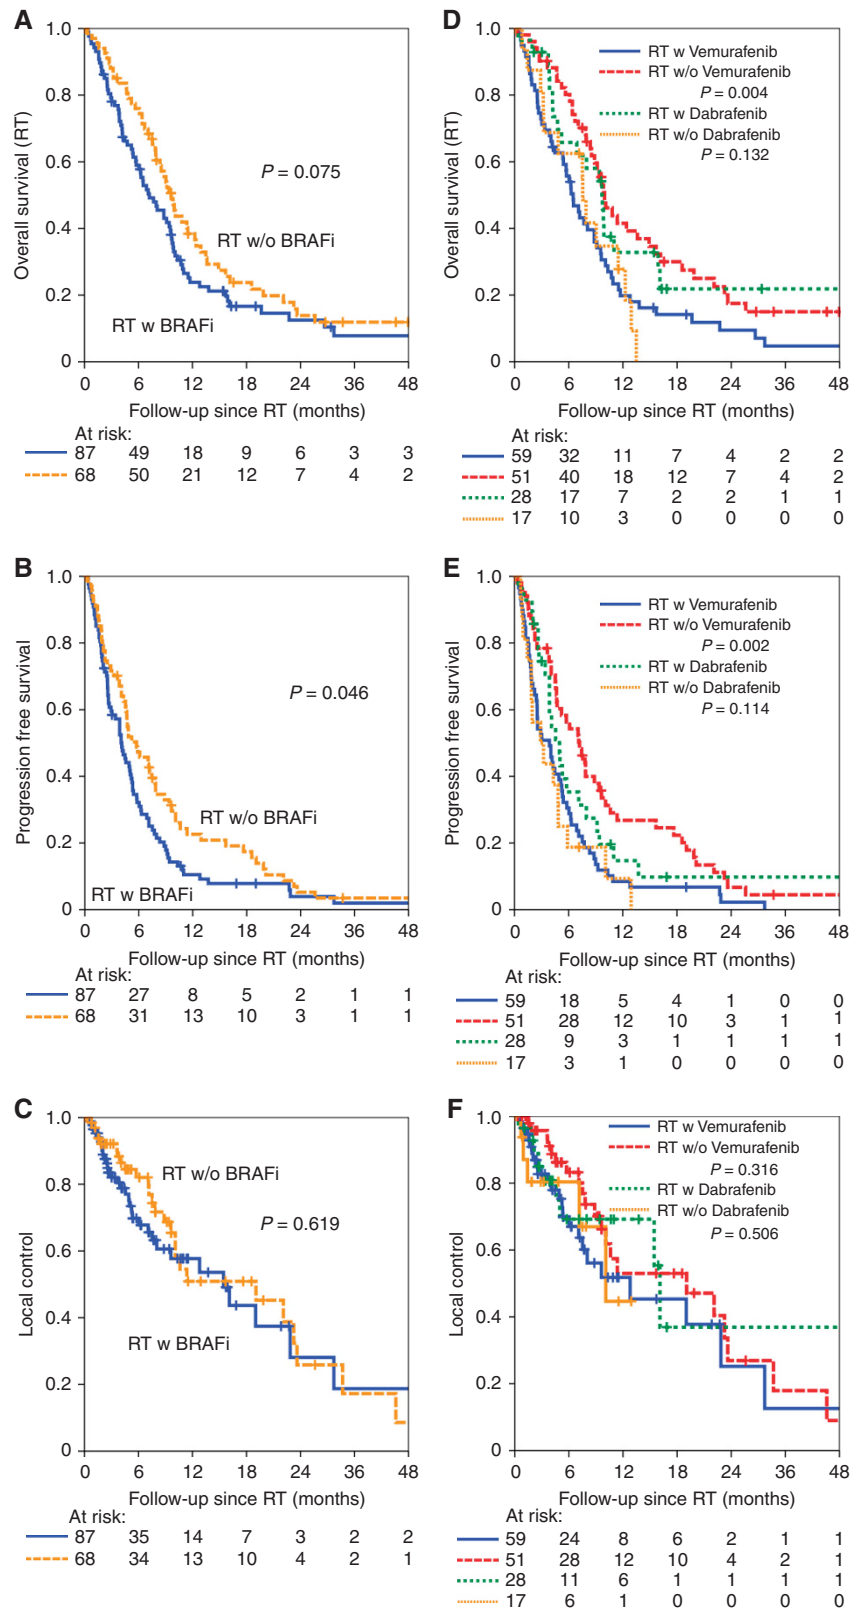 A
1.0
0.8
0.6
0.4
0.2
0
Overall survival (RT)
P = 0.075
RT w/o BRAFi
RT w BRAFi
0 6 12 18 24 36 48
Follow-up since RT (months)
At risk:
87 49 18 9 6 3 3
68 50 21 12 7 4 2
D
1.0
0.8
0.6
0.4
0.2
0
Overall survival (RT)
RT w Vemurafenib
RT w/o Vemurafenib
P = 0.004
RT w Dabrafenib
RT w/o Dabrafenib
P = 0.132
0 6 12 18 24 36 48
Follow-up since RT (months)
At risk:
59 32 11 7 4 2 2
51 40 18 12 7 4 2
28 17 7 2 2 1 1
17 10 3 0 0 0 0
B
1.0
0.8
0.6
0.4
0.2
0
Progression free survival
P = 0.046
RT w/o BRAFi
RT w BRAFi
0 6 12 18 24 36 48
Follow-up since RT (months)
At risk:
87 27 8 5 2 1 1
68 31 13 10 3 1 1
E
1.0
0.8
0.6
0.4
0.2
0
Progression free survival
RT w Vemurafenib
RT w/o Vemurafenib
P = 0.002
RT w Dabrafenib
RT w/o Dabrafenib
P = 0.114
0 6 12 18 24 36 48
Follow-up since RT (months)
At risk:
59 18 5 4 1 0 0
51 28 12 10 3 1 1
28 9 3 1 1 1 1
17 3 1 0 0 0 0
C
1.0
0.8
0.6
0.4
0.2
0
Local control
RT w/o BRAFi
P = 0.619
RT w BRAFi
0 6 12 18 24 36 48
Follow-up since RT (months)
At risk:
87 35 14 7 3 2 2
68 34 13 10 4 2 1
F
1.0
0.8
0.6
0.4
0.2
0
Local control
RT w Vemurafenib
RT w/o Vemurafenib
P = 0.316
RT w Dabrafenib
RT w/o Dabrafenib
P = 0.506
0 6 12 18 24 36 48
Follow-up since RT (months)
At risk:
59 24 8 6 2 1 1
51 28 12 10 4 2 1
28 11 6 1 1 1 1
17 6 1 0 0 0 0